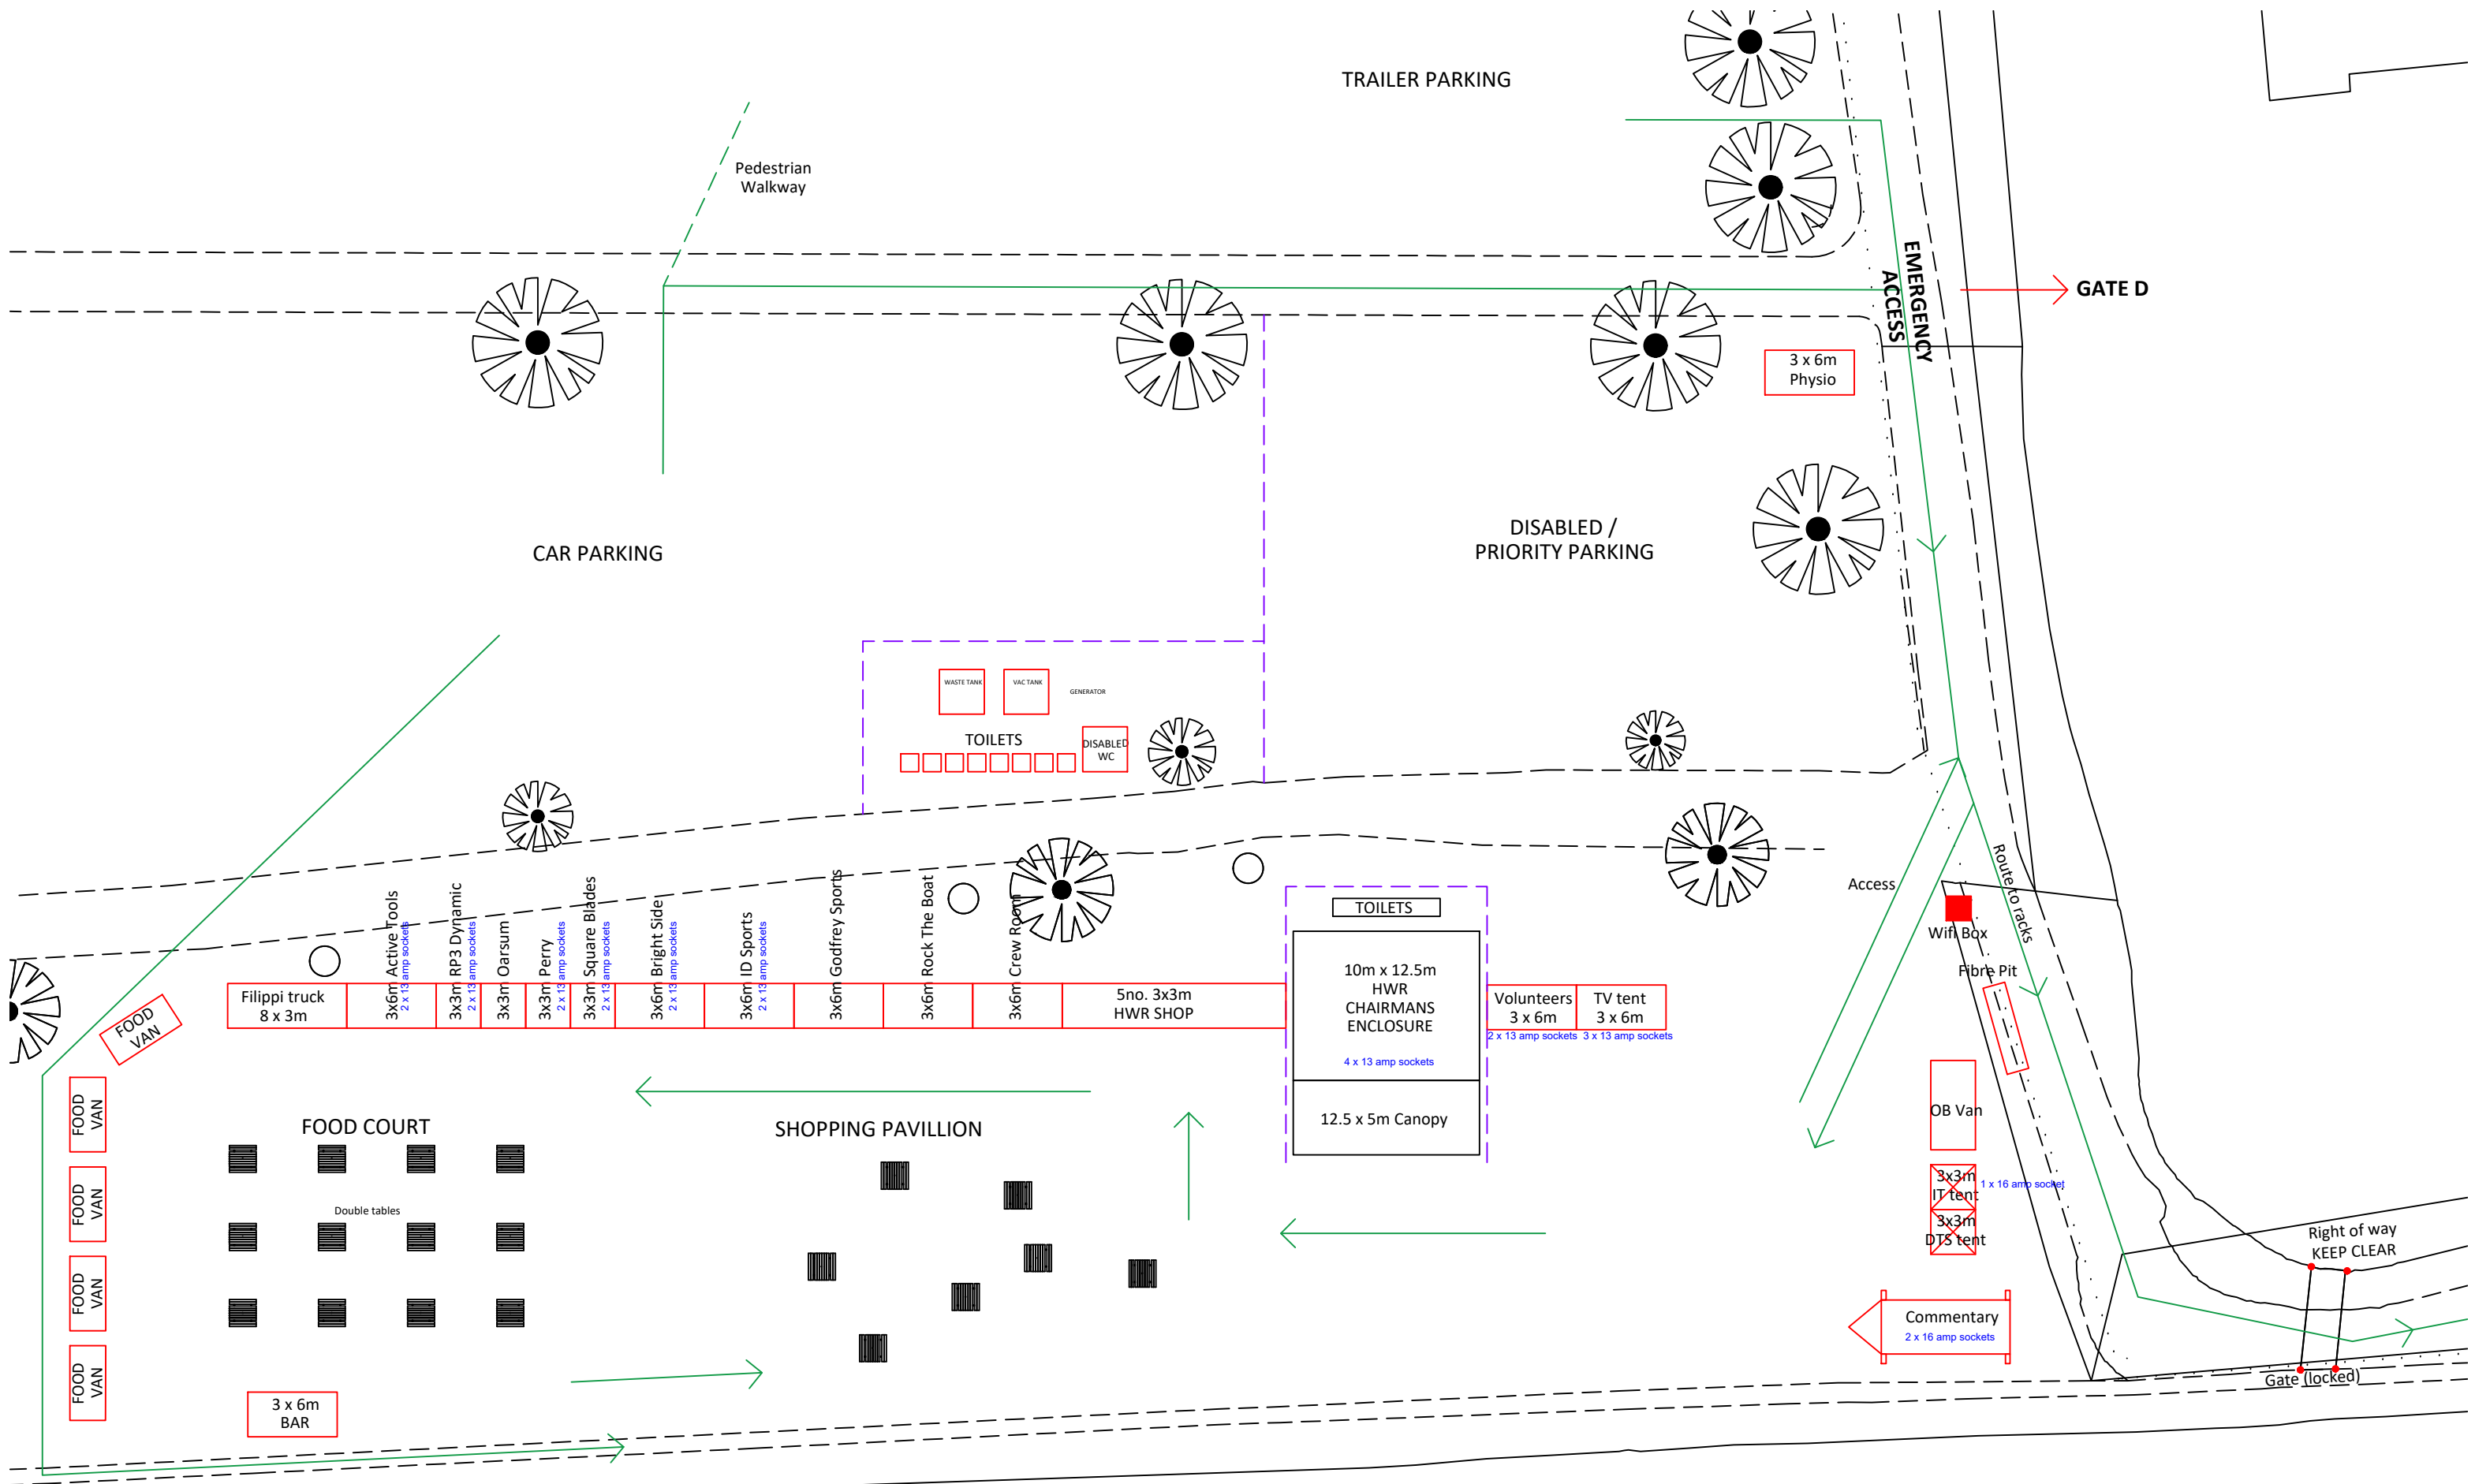 TRAILER PARKING
Pedestrian
Walkway
EMERGENCY
ACCESS
GATE D
3 x 6m
Physio
CAR PARKING
DISABLED /
PRIORITY PARKING
WASTE TANK
VAC TANK
GENERATOR
TOILETS
DISABLED
WC
Access
Route to racks
Wifi Box
Fibre Pit
TOILETS
10m x 12.5m
HWR
CHAIRMANS
ENCLOSURE
4 x 13 amp sockets
12.5 x 5m Canopy
Filippi truck
8 x 3m
3x6m Active Tools
2 x 13 amp sockets
3x3m RP3 Dynamic
2 x 13 amp sockets
3x3m Oarsum
3x3m Perry
2 x 13 amp sockets
3x3m Square Blades
2 x 13 amp sockets
3x6m Bright Side
2 x 13 amp sockets
3x6m ID Sports
2 x 13 amp sockets
3x6m Godfrey Sports
3x6m Rock The Boat
3x6m Crew Room
5no. 3x3m
HWR SHOP
Volunteers
3 x 6m
2 x 13 amp sockets
TV tent
3 x 6m
3 x 13 amp sockets
FOOD
VAN
FOOD
VAN
FOOD
VAN
FOOD
VAN
FOOD
VAN
FOOD COURT
Double tables
SHOPPING PAVILLION
3 x 6m
BAR
OB Van
3x3m
IT tent
1 x 16 amp socket
3x3m
DTS tent
Commentary
2 x 16 amp sockets
Right of way
KEEP CLEAR
Gate (locked)